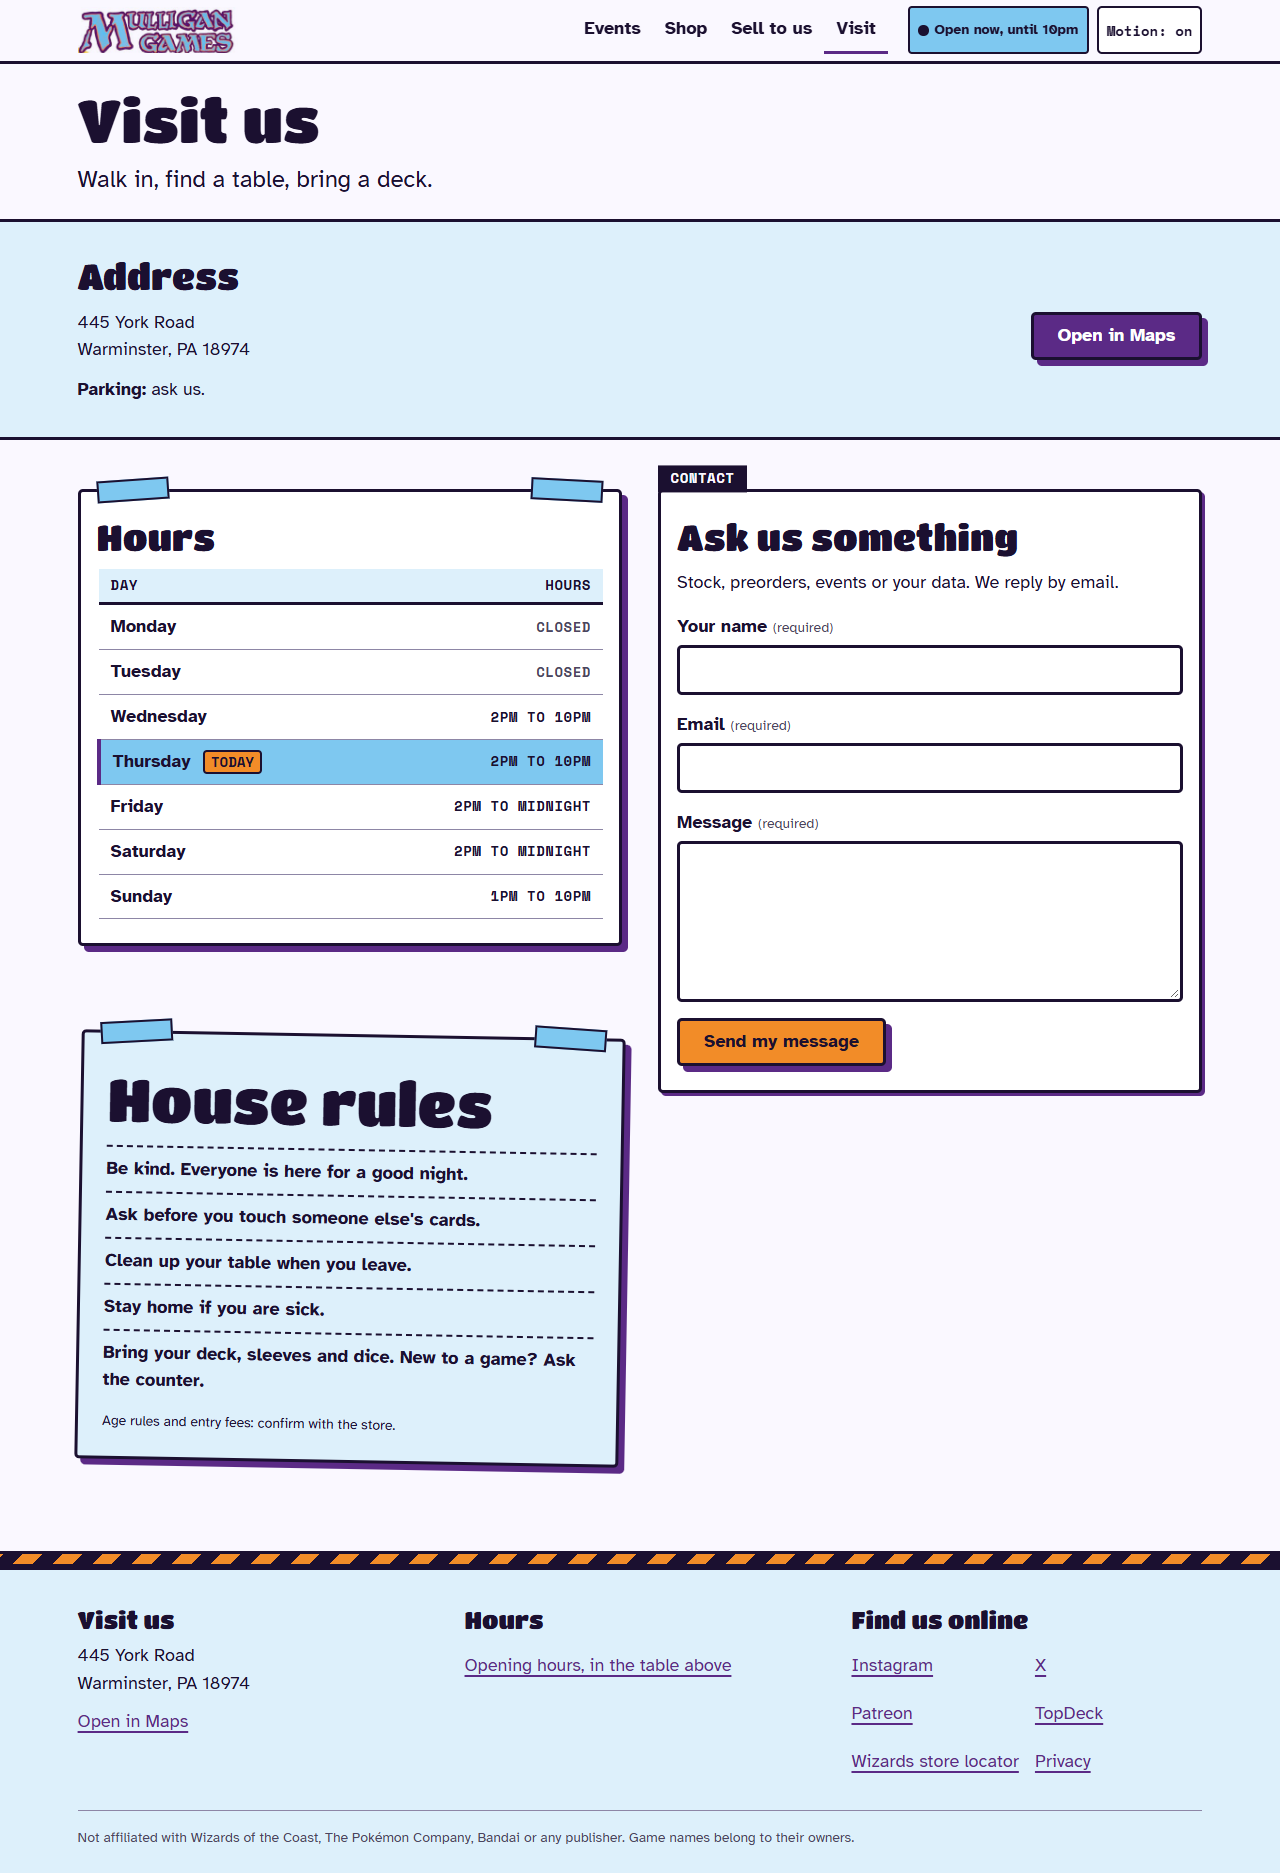 MULLIGAN GAMES
Events
Shop
Sell to us
Visit
Open now, until 10pm
Motion: on
Visit us
Walk in, find a table, bring a deck.
Address
445 York Road
Warminster, PA 18974
Parking: ask us.
Open in Maps
Hours
DAY HOURS
Monday CLOSED
Tuesday CLOSED
Wednesday 2PM TO 10PM
Thursday TODAY 2PM TO 10PM
Friday 2PM TO MIDNIGHT
Saturday 2PM TO MIDNIGHT
Sunday 1PM TO 10PM
House rules
Be kind. Everyone is here for a good night.
Ask before you touch someone else's cards.
Clean up your table when you leave.
Stay home if you are sick.
Bring your deck, sleeves and dice. New to a game? Ask
the counter.
Age rules and entry fees: confirm with the store.
CONTACT
Ask us something
Stock, preorders, events or your data. We reply by email.
Your name (required)
Email (required)
Message (required)
Send my message
Visit us
445 York Road
Warminster, PA 18974
Open in Maps
Hours
Opening hours, in the table above
Find us online
Instagram X
Patreon TopDeck
Wizards store locator Privacy
Not affiliated with Wizards of the Coast, The Pokémon Company, Bandai or any publisher. Game names belong to their owners.